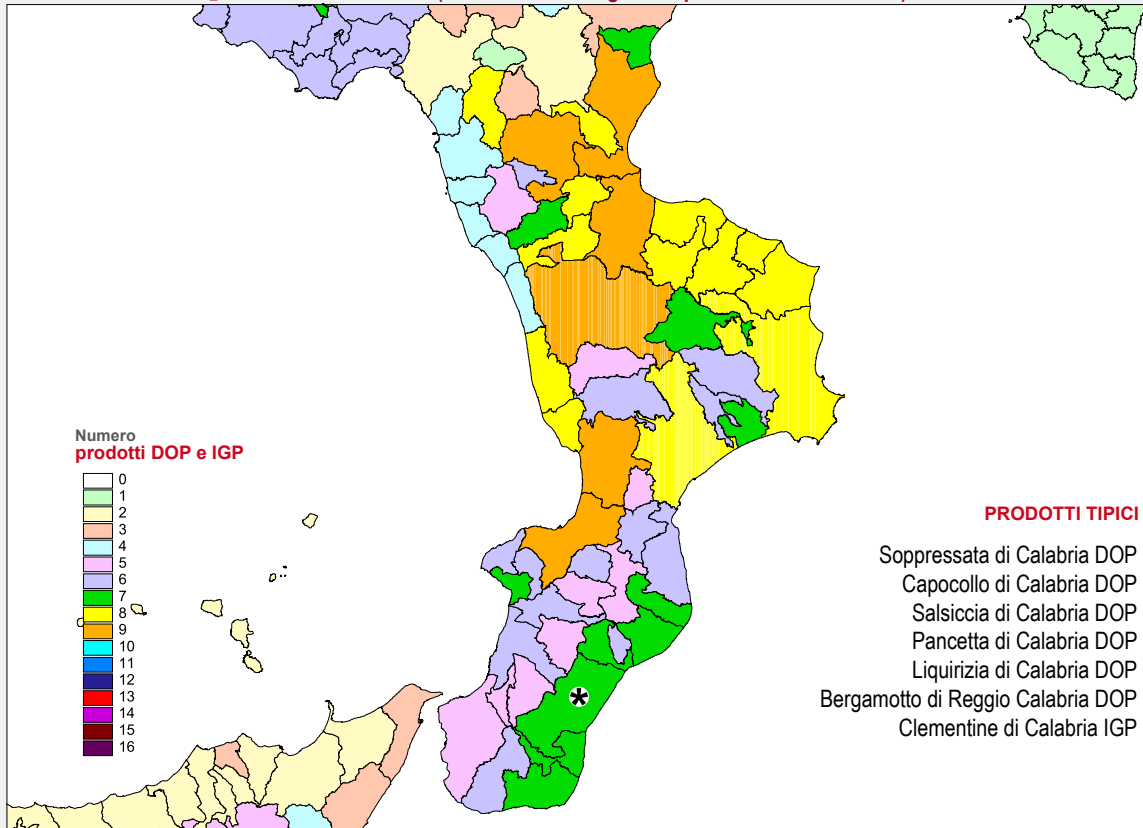 Numero
prodotti DOP e IGP
0
1
2
3
4
5
6
7
8
9
10
11
12
13
14
15
16
*
PRODOTTI TIPICI
Soppressata di Calabria DOP
Capocollo di Calabria DOP
Salsiccia di Calabria DOP
Pancetta di Calabria DOP
Liquirizia di Calabria DOP
Bergamotto di Reggio Calabria DOP
Clementine di Calabria IGP